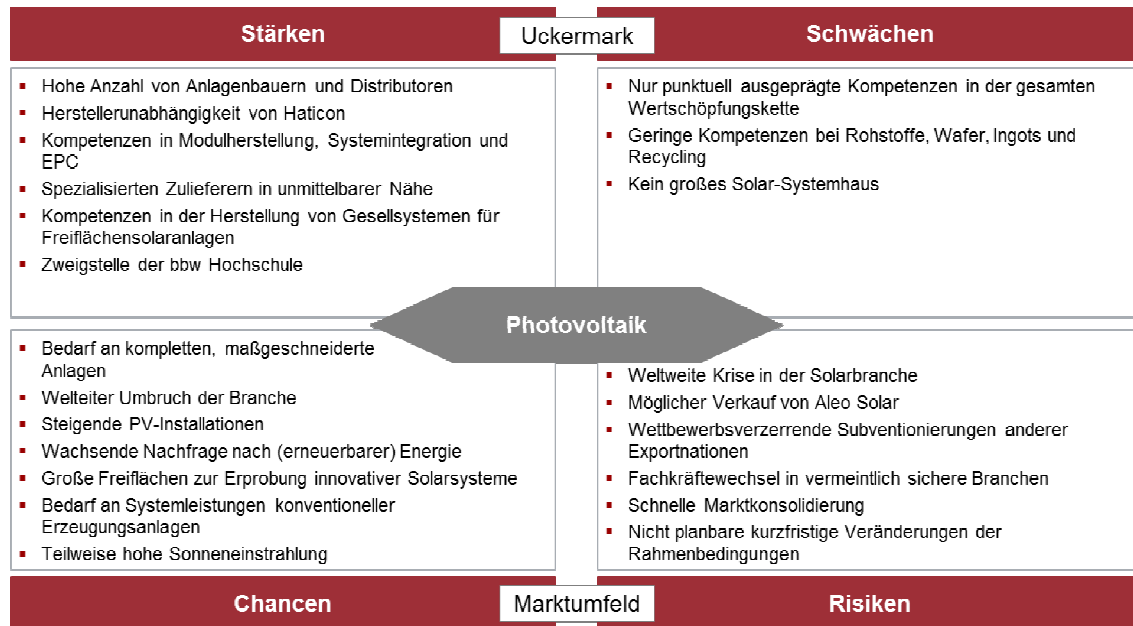 Stärken
Uckermark
Schwächen
Hohe Anzahl von Anlagenbauern und Distributoren
Herstellerunabhängigkeit von Haticon
Kompetenzen in Modulherstellung, Systemintegration und
EPC
Spezialisierten Zulieferern in unmittelbarer Nähe
Kompetenzen in der Herstellung von Gesellsystemen für
Freiflächensolaranlagen
Zweigstelle der bbw Hochschule
Nur punktuell ausgeprägte Kompetenzen in der gesamten
Wertschöpfungskette
Geringe Kompetenzen bei Rohstoffe, Wafer, Ingots und
Recycling
Kein großes Solar-Systemhaus
Photovoltaik
Bedarf an kompletten, maßgeschneiderte
Anlagen
Welteiter Umbruch der Branche
Steigende PV-Installationen
Wachsende Nachfrage nach (erneuerbarer) Energie
Große Freiflächen zur Erprobung innovativer Solarsysteme
Bedarf an Systemleistungen konventioneller
Erzeugungsanlagen
Teilweise hohe Sonneneinstrahlung
Weltweite Krise in der Solarbranche
Möglicher Verkauf von Aleo Solar
Wettbewerbsverzerrende Subventionierungen anderer
Exportnationen
Fachkräftewechsel in vermeintlich sichere Branchen
Schnelle Marktkonsolidierung
Nicht planbare kurzfristige Veränderungen der
Rahmenbedingungen
Chancen
Marktumfeld
Risiken